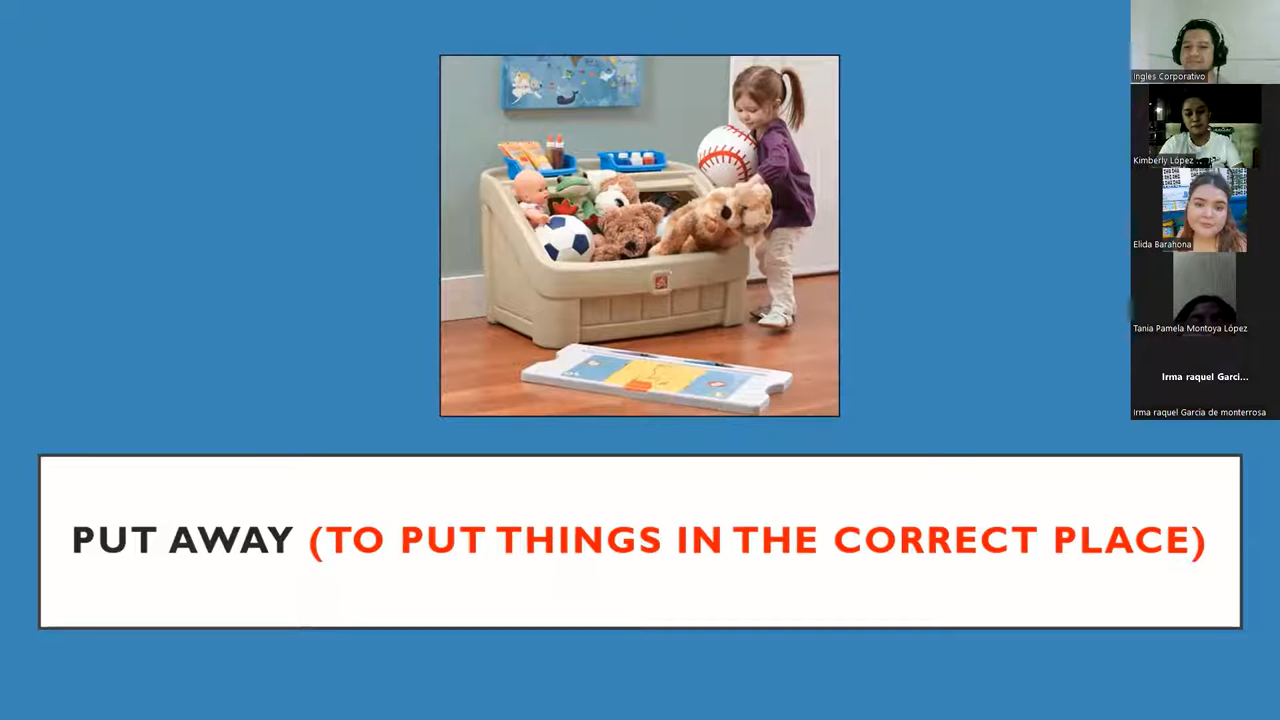 Ingles Corporativo
Kimberly López ...
Elida Barahona
Tania Pamela Montoya López
Irma raquel Garci...
Irma raquel Garcia de monterrosa
PUT AWAY (TO PUT THINGS IN THE CORRECT PLACE)